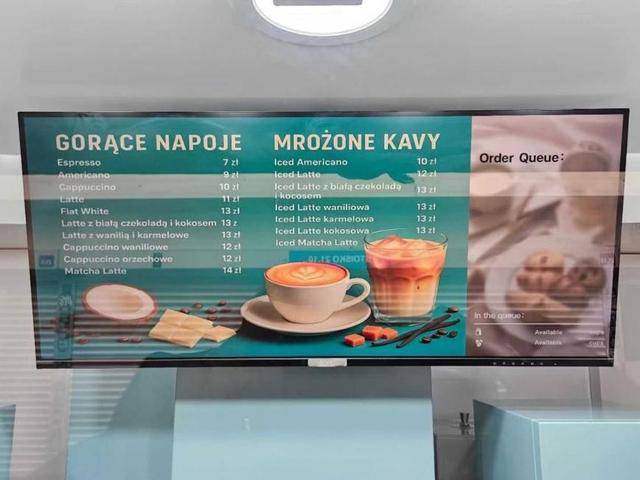 GORĄCE NAPOJE
Espresso 7 zł
Americano 9 zł
Cappuccino 10 zł
Latte 11 zł
Flat White 13 zł
Latte z białą czekoladą i kokosem 13 z
Latte z wanilią i karmelowe 13 zł
Cappuccino waniliowe 12 zł
Cappuccino orzechowe 12 zł
Matcha Latte 14 zł
MROŻONE KAVY
Iced Americano 10 zł
Iced Latte 12 zł
Iced Latte z białą czekoladą
i kocosem 13 zł
Iced Latte waniliowa 13 zł
Iced Latte karmelowa 13 zł
Iced Latte kokosowa 13 zł
Iced Matcha Latte
Order Queue:
In the queue:
Available
Available cups